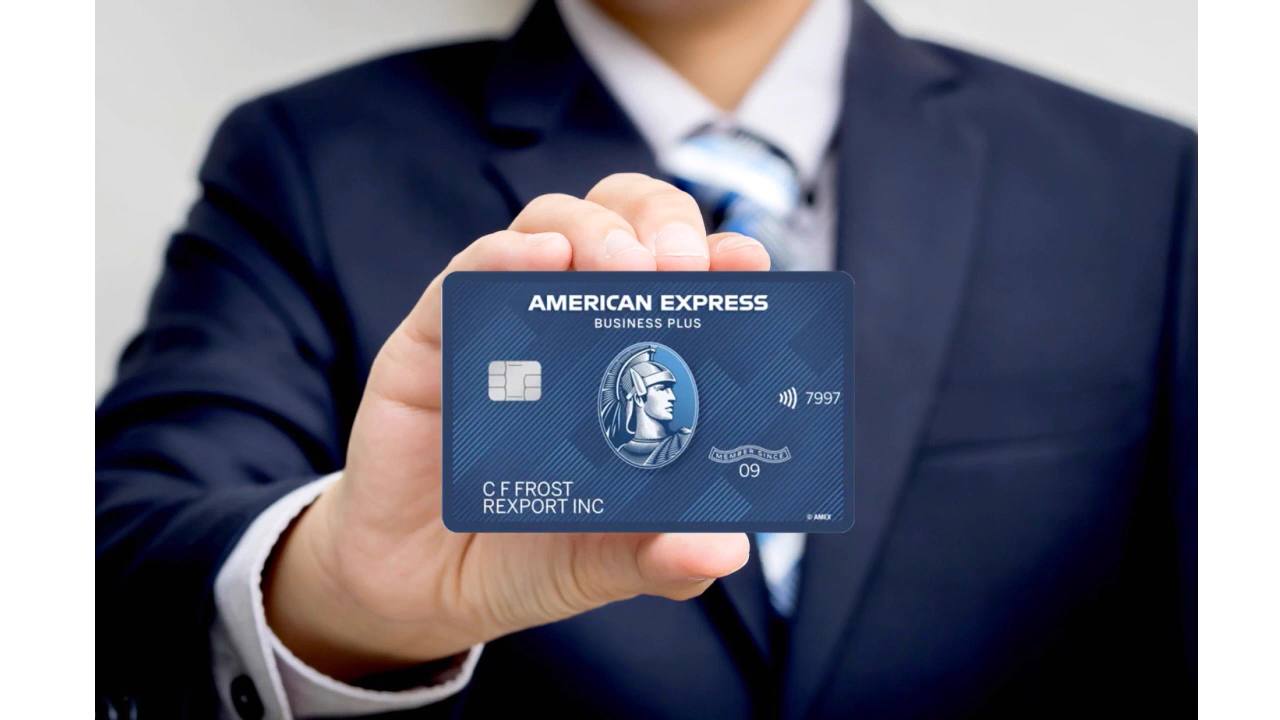 AMERICAN EXPRESS
BUSINESS PLUS
7997
MEMBER SINCE
09
C F FROST
REXPORT INC
© AMEX